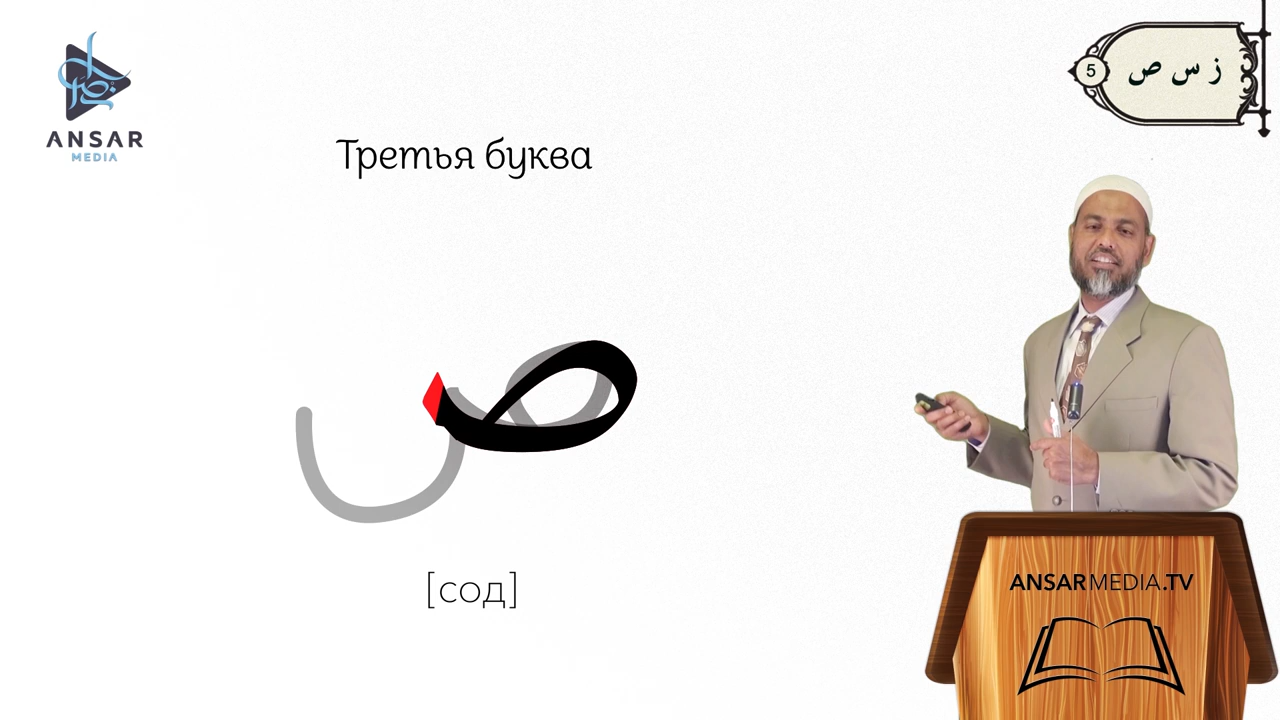 ANSAR
MEDIA
5
ز س ص
Третья буква
ص
[сод]
ANSARMEDIA.TV